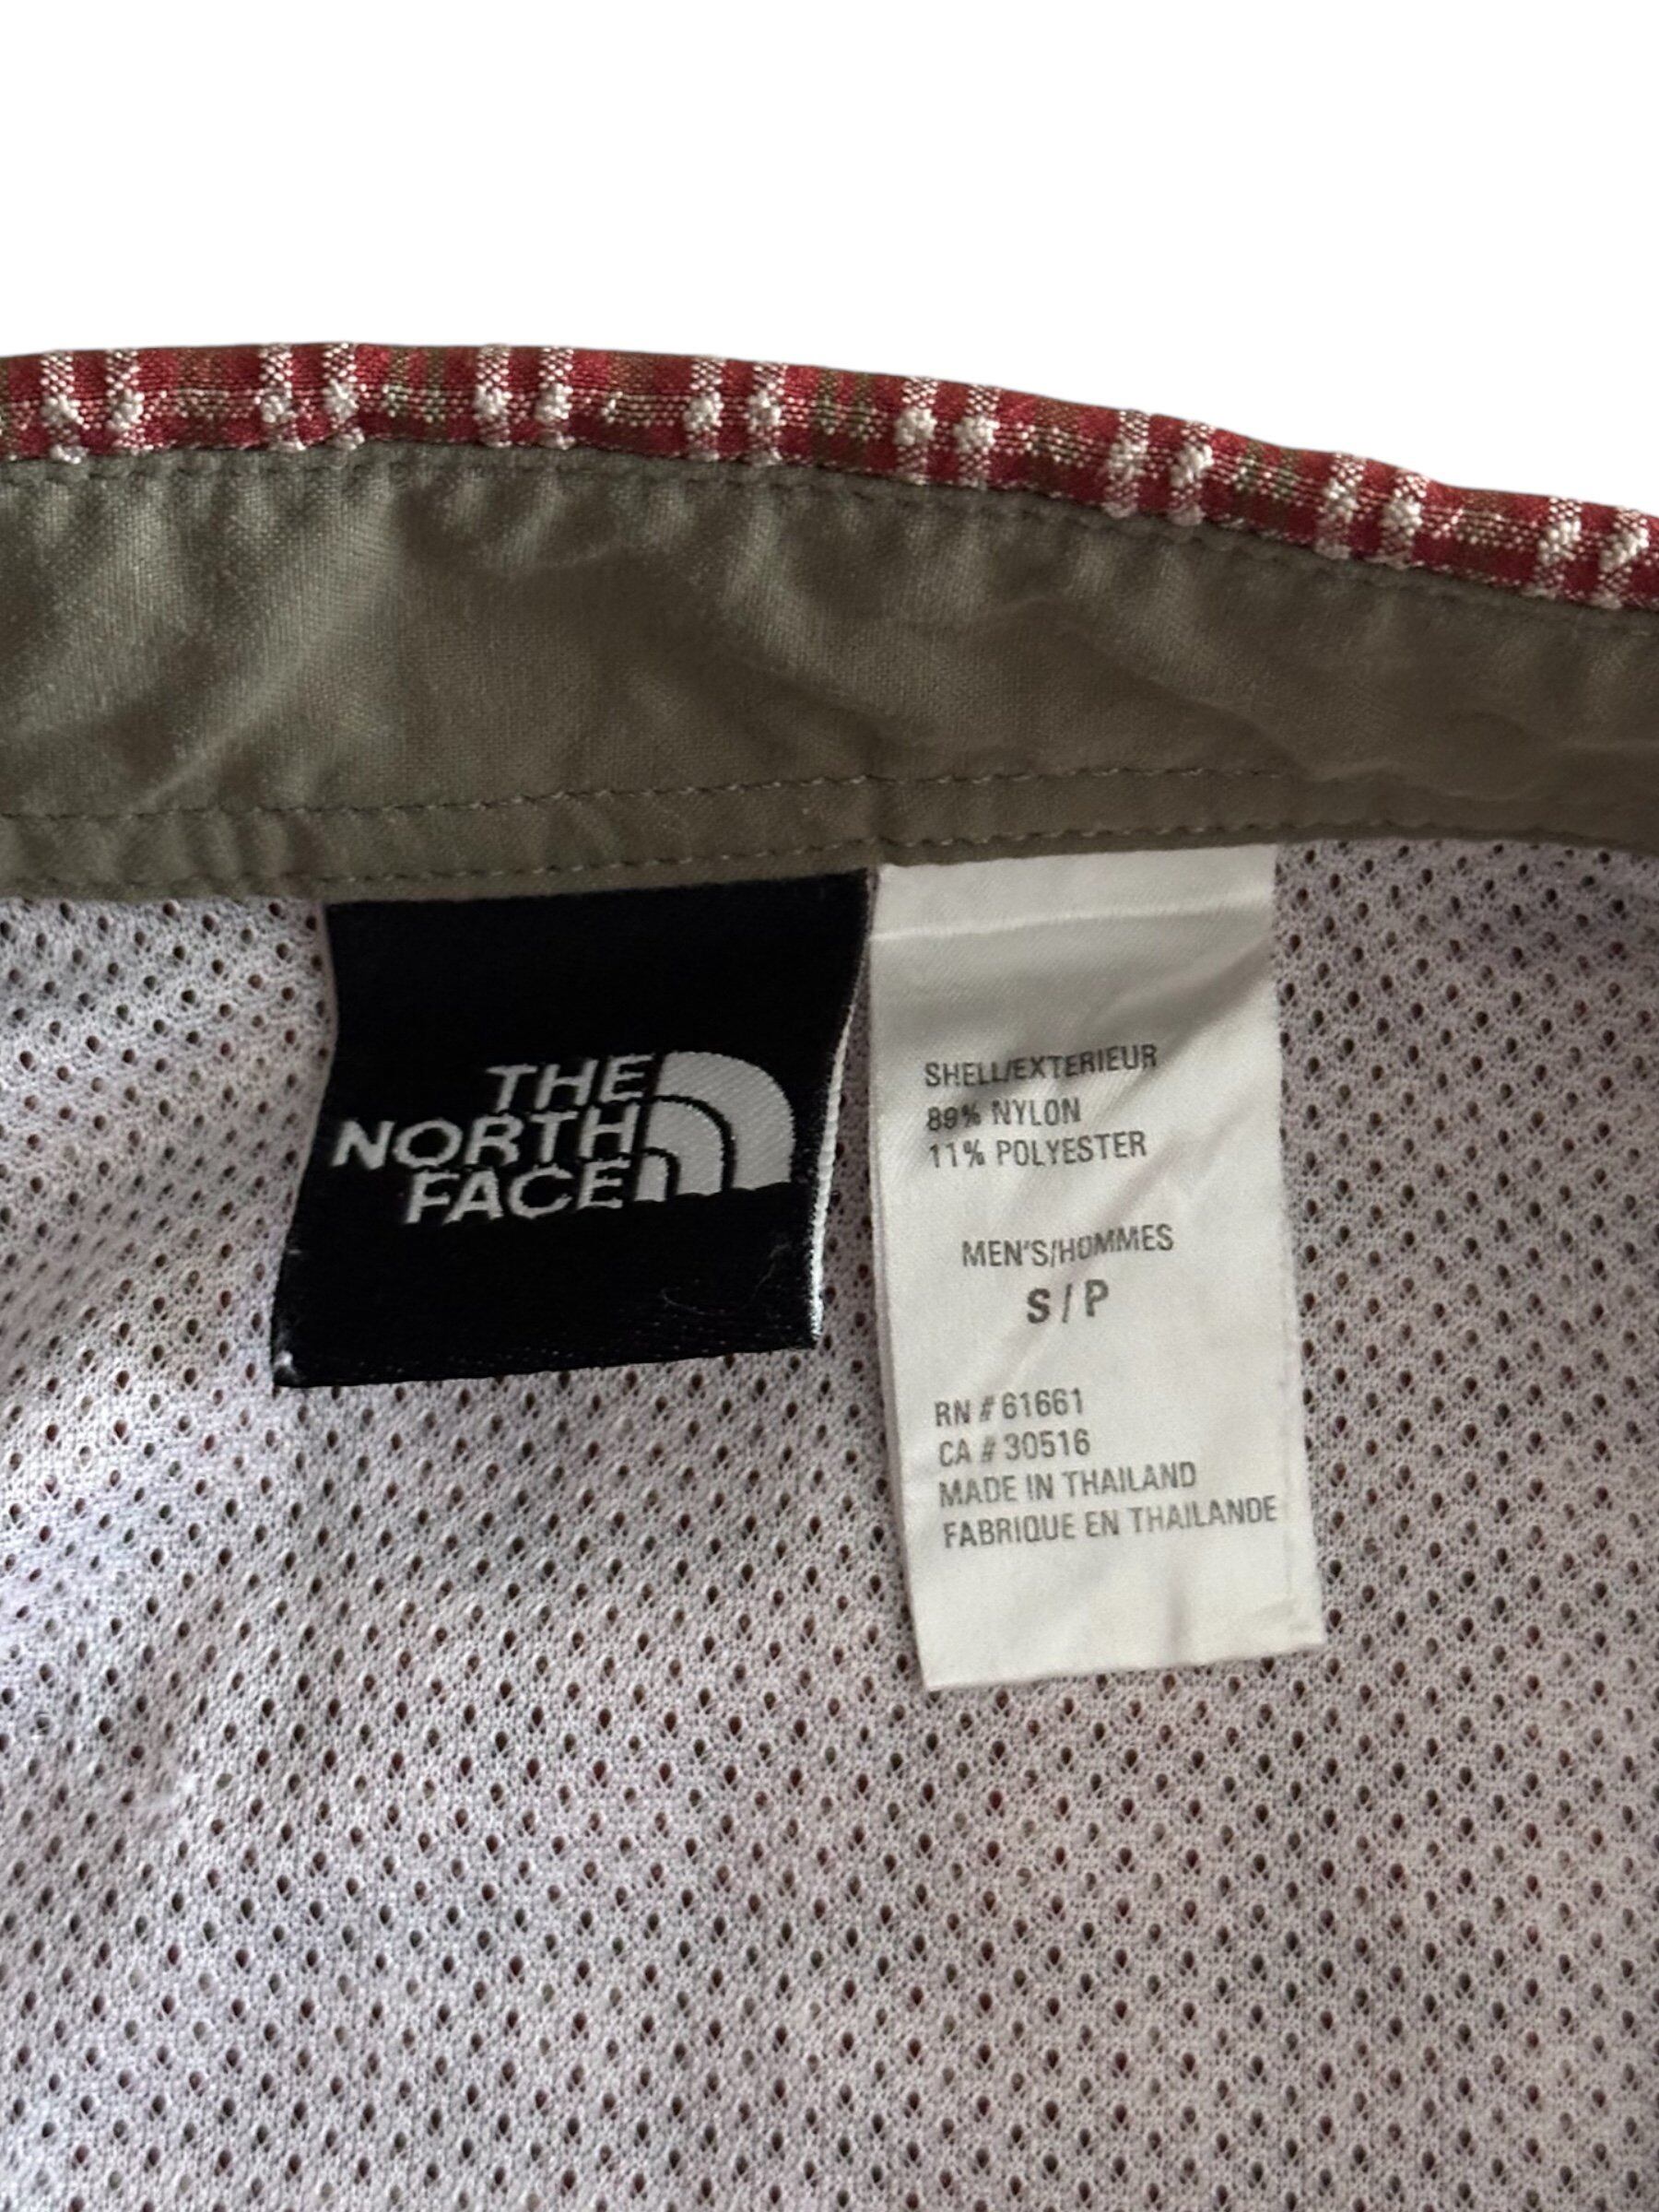 THE
NORTH
FACE
SHELL/EXTERIEUR
89% NYLON
11% POLYESTER
MEN'S/HOMMES
S / P
RN # 61661
CA # 30516
MADE IN THAILAND
FABRIQUE EN THAILANDE